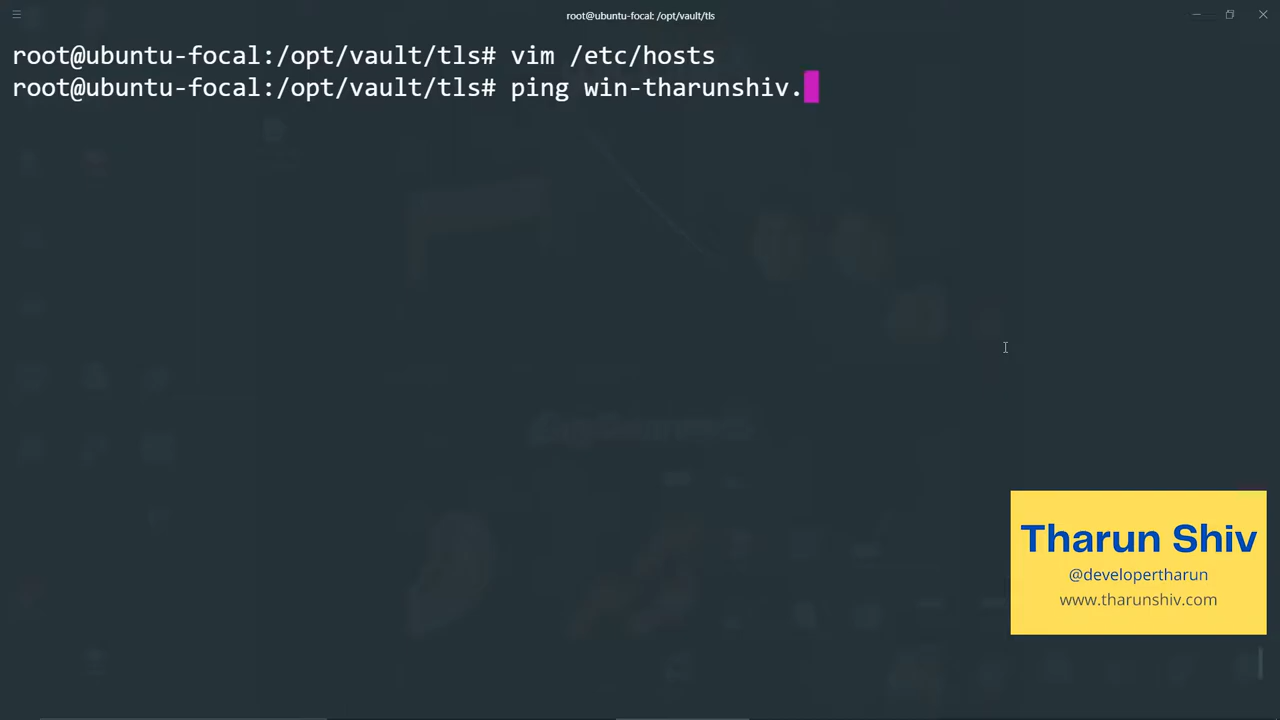 root@ubuntu-focal: /opt/vault/tls
root@ubuntu-focal:/opt/vault/tls# vim /etc/hosts
root@ubuntu-focal:/opt/vault/tls# ping win-tharunshiv.
Tharun Shiv
@developertharun
www.tharunshiv.com